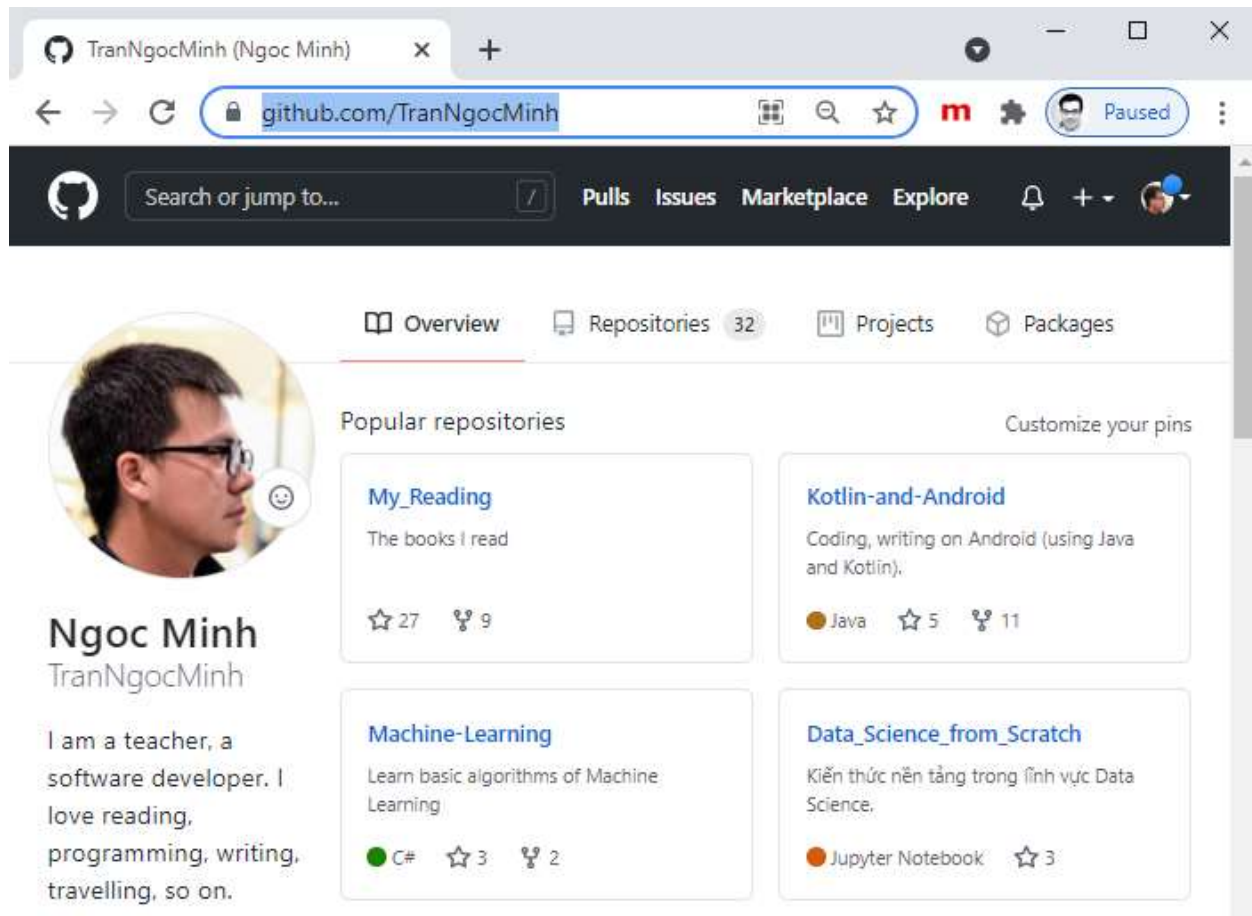 TranNgocMinh (Ngoc Minh)
github.com/TranNgocMinh
m
Paused
Search or jump to...
/
Pulls Issues Marketplace Explore
Overview Repositories 32 Projects Packages
Popular repositories
Customize your pins
My_Reading
The books I read
27 9
Kotlin-and-Android
Coding, writing on Android (using Java
and Kotlin).
Java 5 11
Ngoc Minh
TranNgocMinh
I am a teacher, a
software developer. I
love reading,
programming, writing,
travelling, so on.
Machine-Learning
Learn basic algorithms of Machine
Learning
C# 3 2
Data_Science_from_Scratch
Kiến thức nền tảng trong lĩnh vực Data
Science.
Jupyter Notebook 3